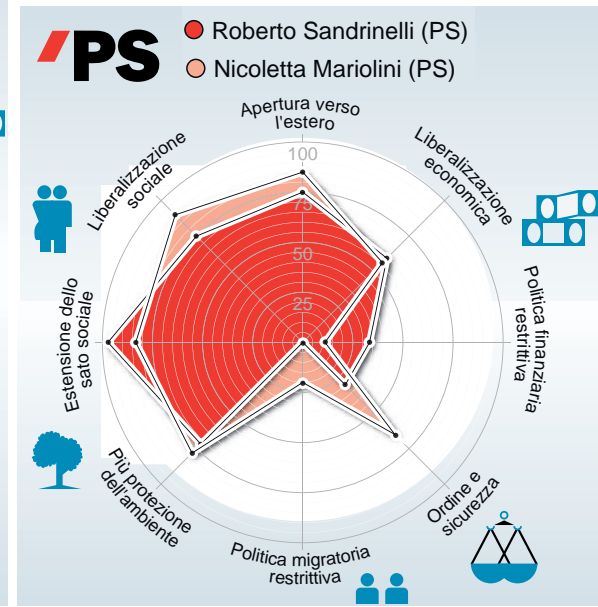 'PS
Roberto Sandrinelli (PS)
Nicoletta Mariolini (PS)
Apertura verso
l'estero
Liberalizzazione
economica
Politica finanziaria
restrittiva
Ordine e
sicurezza
Politica migratoria
restrittiva
Più protezione
dell'ambiente
Estensione dello
sato sociale
Liberalizzazione
sociale
100
75
50
25